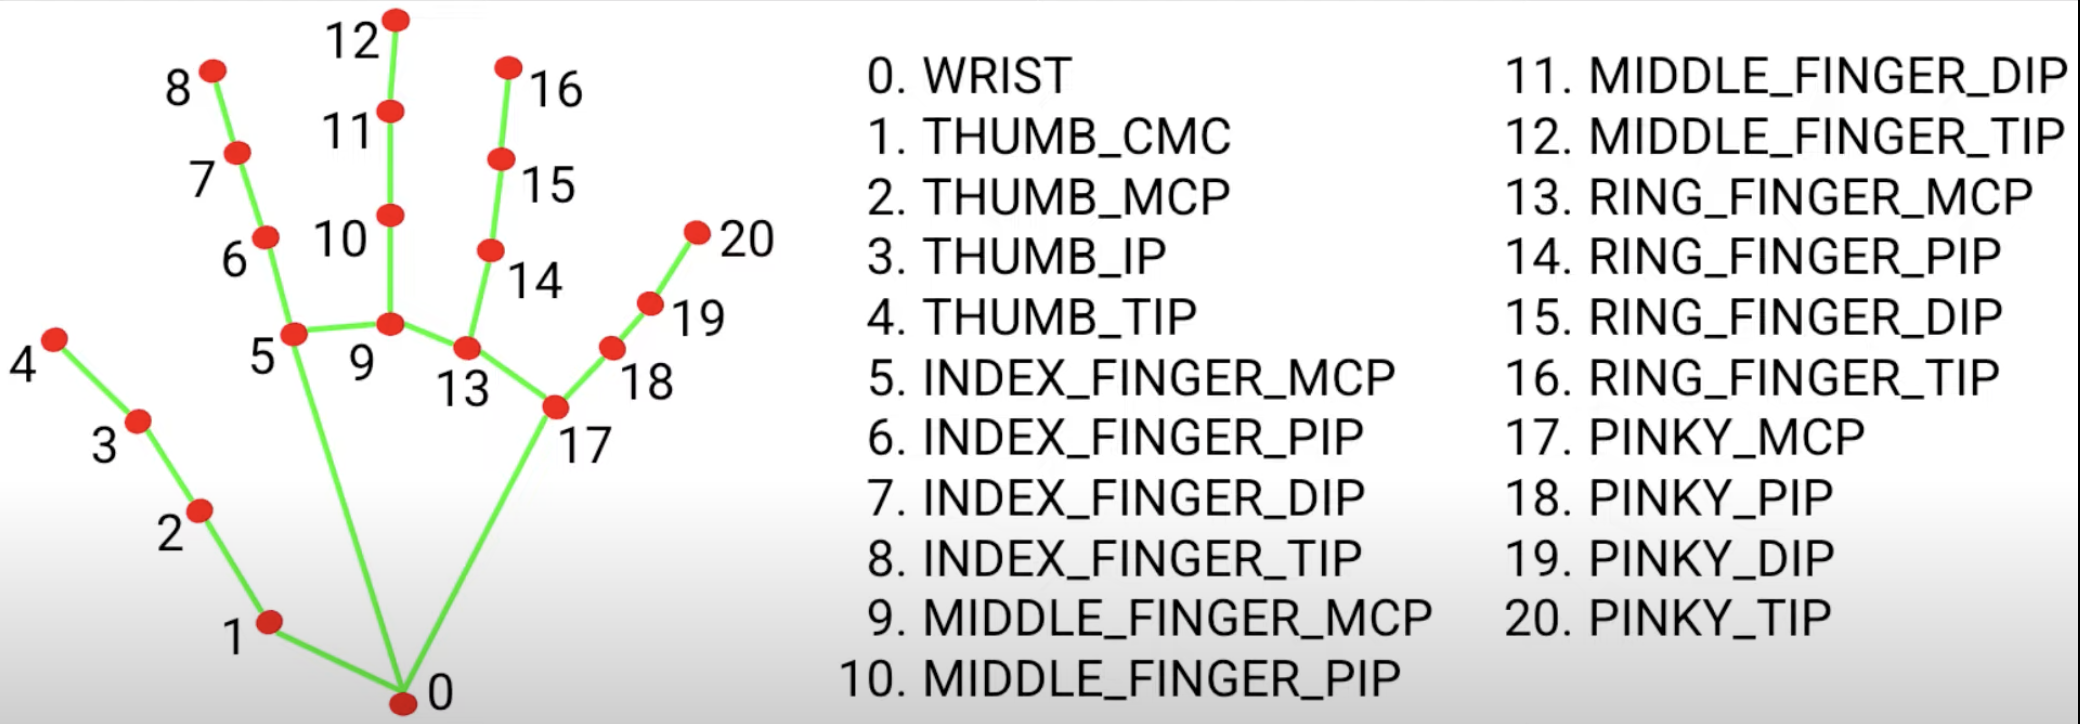 12
8
16
11
7
15
10
6
14
20
19
5
9
4
13
18
3
17
2
1
0
0. WRIST
1. THUMB_CMC
2. THUMB_MCP
3. THUMB_IP
4. THUMB_TIP
5. INDEX_FINGER_MCP
6. INDEX_FINGER_PIP
7. INDEX_FINGER_DIP
8. INDEX_FINGER_TIP
9. MIDDLE_FINGER_MCP
10. MIDDLE_FINGER_PIP
11. MIDDLE_FINGER_DIP
12. MIDDLE_FINGER_TIP
13. RING_FINGER_MCP
14. RING_FINGER_PIP
15. RING_FINGER_DIP
16. RING_FINGER_TIP
17. PINKY_MCP
18. PINKY_PIP
19. PINKY_DIP
20. PINKY_TIP